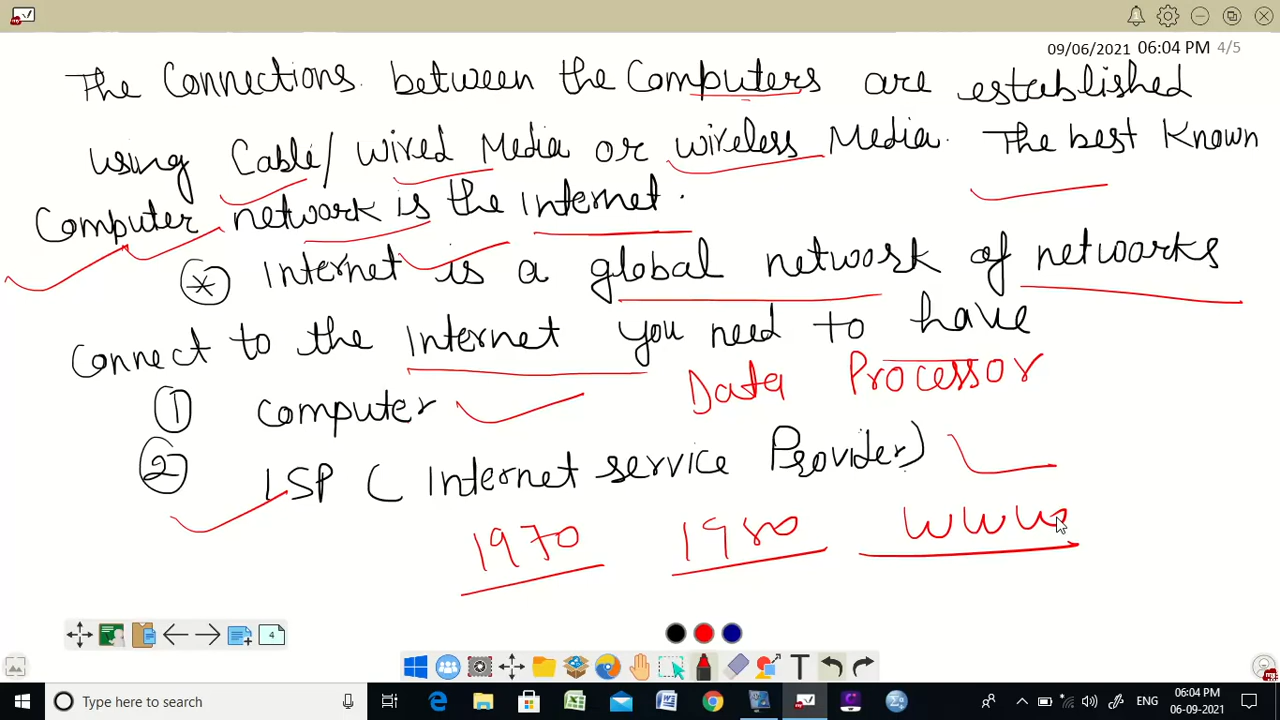 09/06/2021 06:04 PM 4/5
The Connections between the Computers are established
using Cable/ wired Media or wireless Media. The best Known
Computer network is the Internet.
* Internet is a global network of networks
Connect to the Internet you need to have
1 computer Data Processor
2 ISP ( Internet service Provider)
1970 1980 WWW
4
T
Type here to search
ENG
06:04 PM
06-09-2021